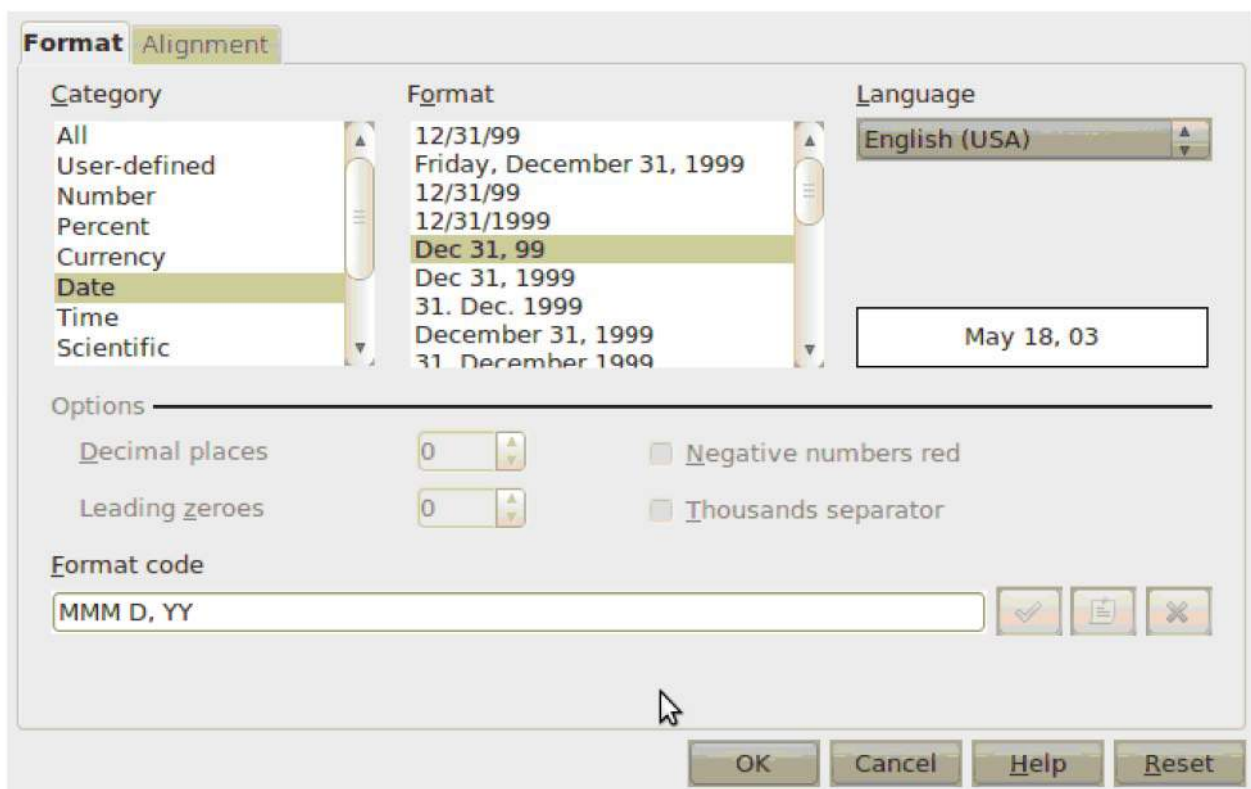 Format Alignment
Category
All
User-defined
Number
Percent
Currency
Date
Time
Scientific
Format
12/31/99
Friday, December 31, 1999
12/31/99
12/31/1999
Dec 31, 99
Dec 31, 1999
31. Dec. 1999
December 31, 1999
31. December 1999
Language
English (USA)
May 18, 03
Options
Decimal places 0
Negative numbers red
Leading zeroes 0
Thousands separator
Format code
MMM D, YY
OK Cancel Help Reset